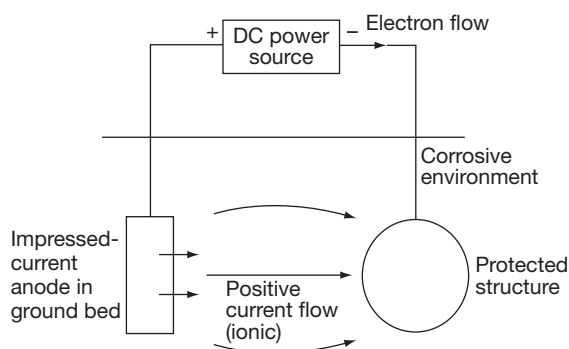 +
DC power
source
−
Electron flow
Corrosive
environment
Impressed-
current
anode in
ground bed
Positive
current flow
(ionic)
Protected
structure